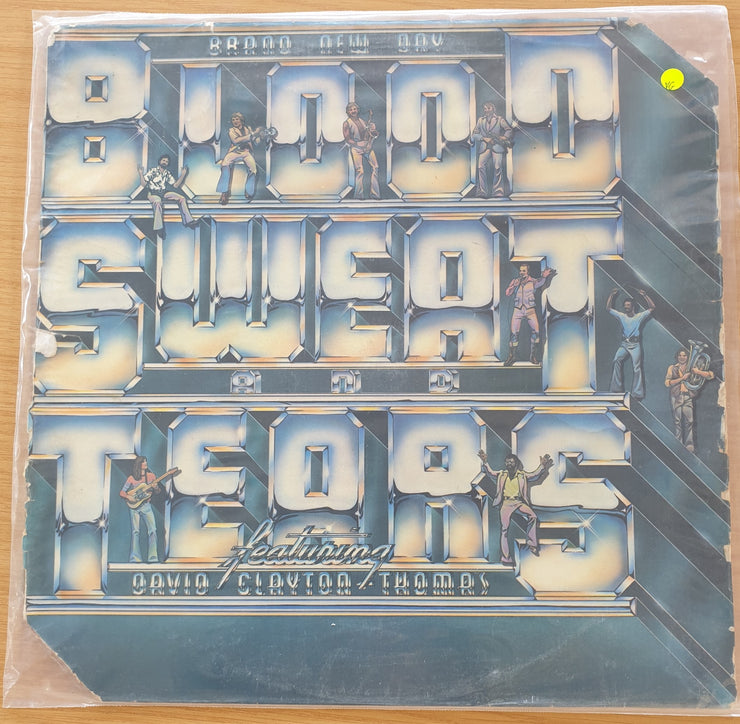 BRAND NEW DAY
BLOOD
SWEAT
AND
TEARS
featuring
DAVID CLAYTON THOMAS